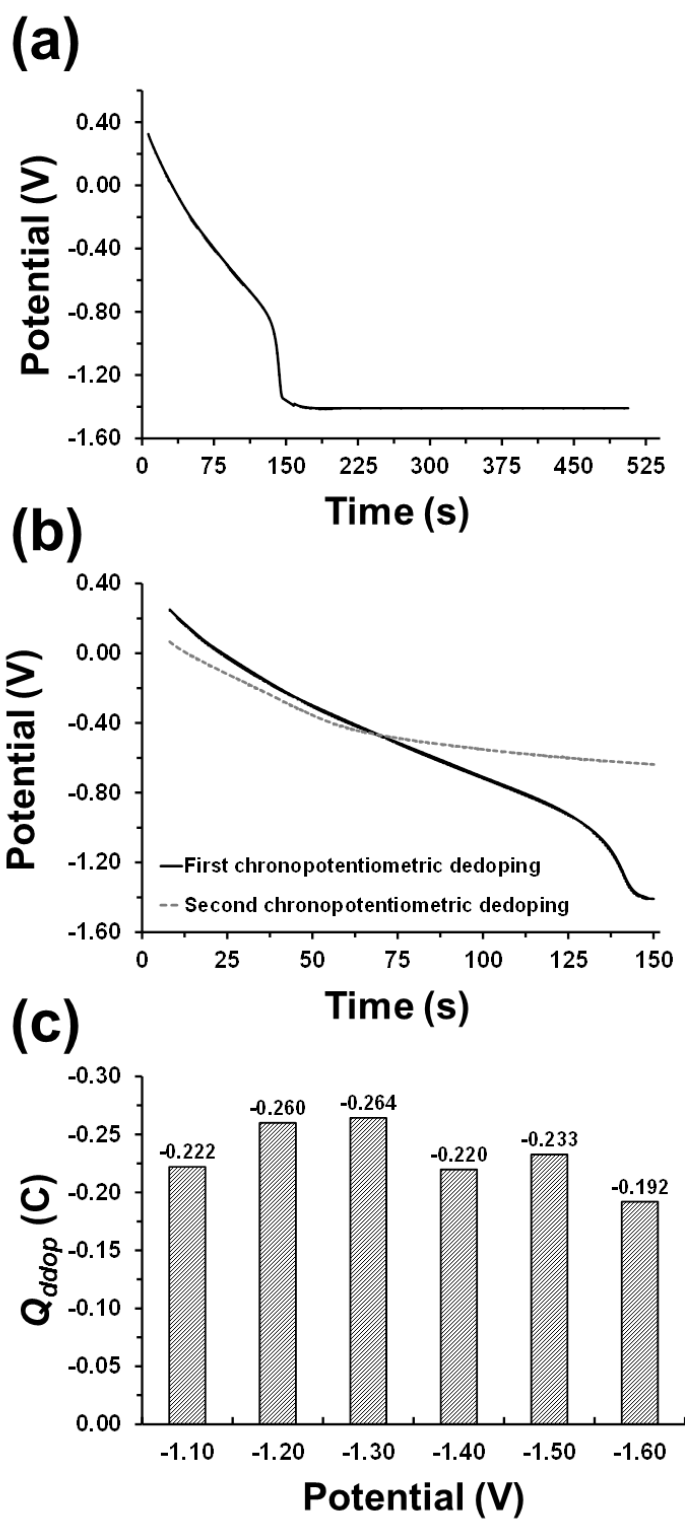 (a)
0.40
0.00
-0.40
-0.80
-1.20
-1.60
Potential (V)
0 75 150 225 300 375 450 525
Time (s)
(b)
0.40
0.00
-0.40
-0.80
-1.20
-1.60
Potential (V)
First chronopotentiometric dedoping
Second chronopotentiometric dedoping
0 25 50 75 100 125 150
Time (s)
(c)
-0.30
-0.25
-0.20
-0.15
-0.10
-0.05
0.00
Qddop (C)
-0.222 -0.260 -0.264 -0.220 -0.233 -0.192
-1.10 -1.20 -1.30 -1.40 -1.50 -1.60
Potential (V)